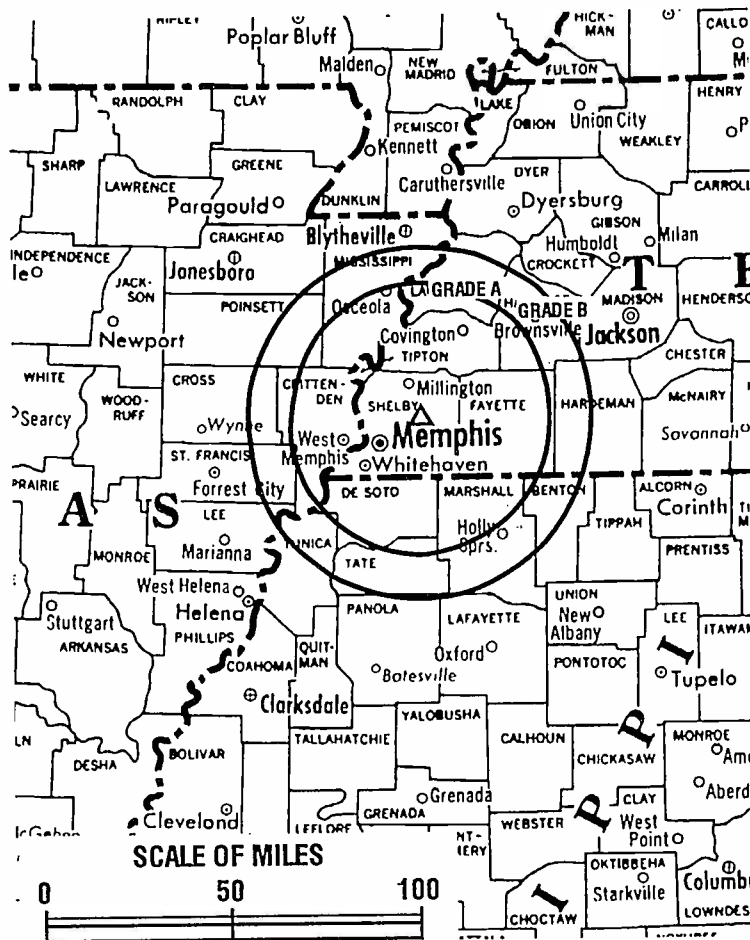 RIPLEY
HICK-
MAN
CALLO
Poplar Bluff
Malden
NEW
MADRID
FULTON
RANDOLPH
CLAY
LAKE
HENRY
OBION
Union City
PEMISCOT
WEAKLEY
Kennett
SHARP
GREENE
DYER
LAWRENCE
Caruthersville
CARROLL
Paragould
DUNKLIN
Dyersburg
GIBSON
CRAIGHEAD
Blytheville
Milan
INDEPENDENCE
Humboldt
MISSISSIPPI
CROCKETT
Jonesboro
T
JACK-
SON
GRADE A
POINSETT
Osceola
GRADE B
MADISON
HENDERSO
Newport
Covington
Brownsville
Jackson
TIPTON
CHESTER
WHITE
CROSS
CRITTEN-
DEN
Millington
WOOD-
RUFF
SHELBY
FAYETTE
HARDEMAN
McNAIRY
Searcy
Wynne
West
Memphis
Memphis
Savannah
ST. FRANCIS
Whitehaven
PRAIRIE
Forrest City
DE SOTO
MARSHALL
BENTON
ALCORN
Corinth
A S
LEE
TIPPAH
Holly
Sprs.
MONROE
Marianna
TUNICA
PRENTISS
TATE
West Helena
UNION
Helena
PANOLA
New
Albany
LEE
Stuttgart
LAFAYETTE
ITAWAM
PHILLIPS
ARKANSAS
QUIT-
MAN
Oxford
I
COAHOMA
PONTOTOC
Batesville
Tupelo
Clarksdale
YALOBUSHA
P
TALLAHATCHIE
CALHOUN
MONROE
BOLIVAR
CHICKASAW
DESHA
CLAY
Grenada
P
Cleveland
GRENADA
WEBSTER
West
Point
LEFLORE
OKTIBBEHA
SCALE OF MILES
Starkville
I
0 50 100
CHOCTAW
LOWNDES